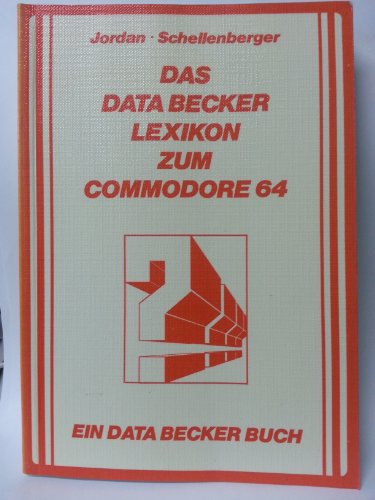 Jordan · Schellenberger
DAS
DATA BECKER
LEXIKON
ZUM
COMMODORE 64
EIN DATA BECKER BUCH